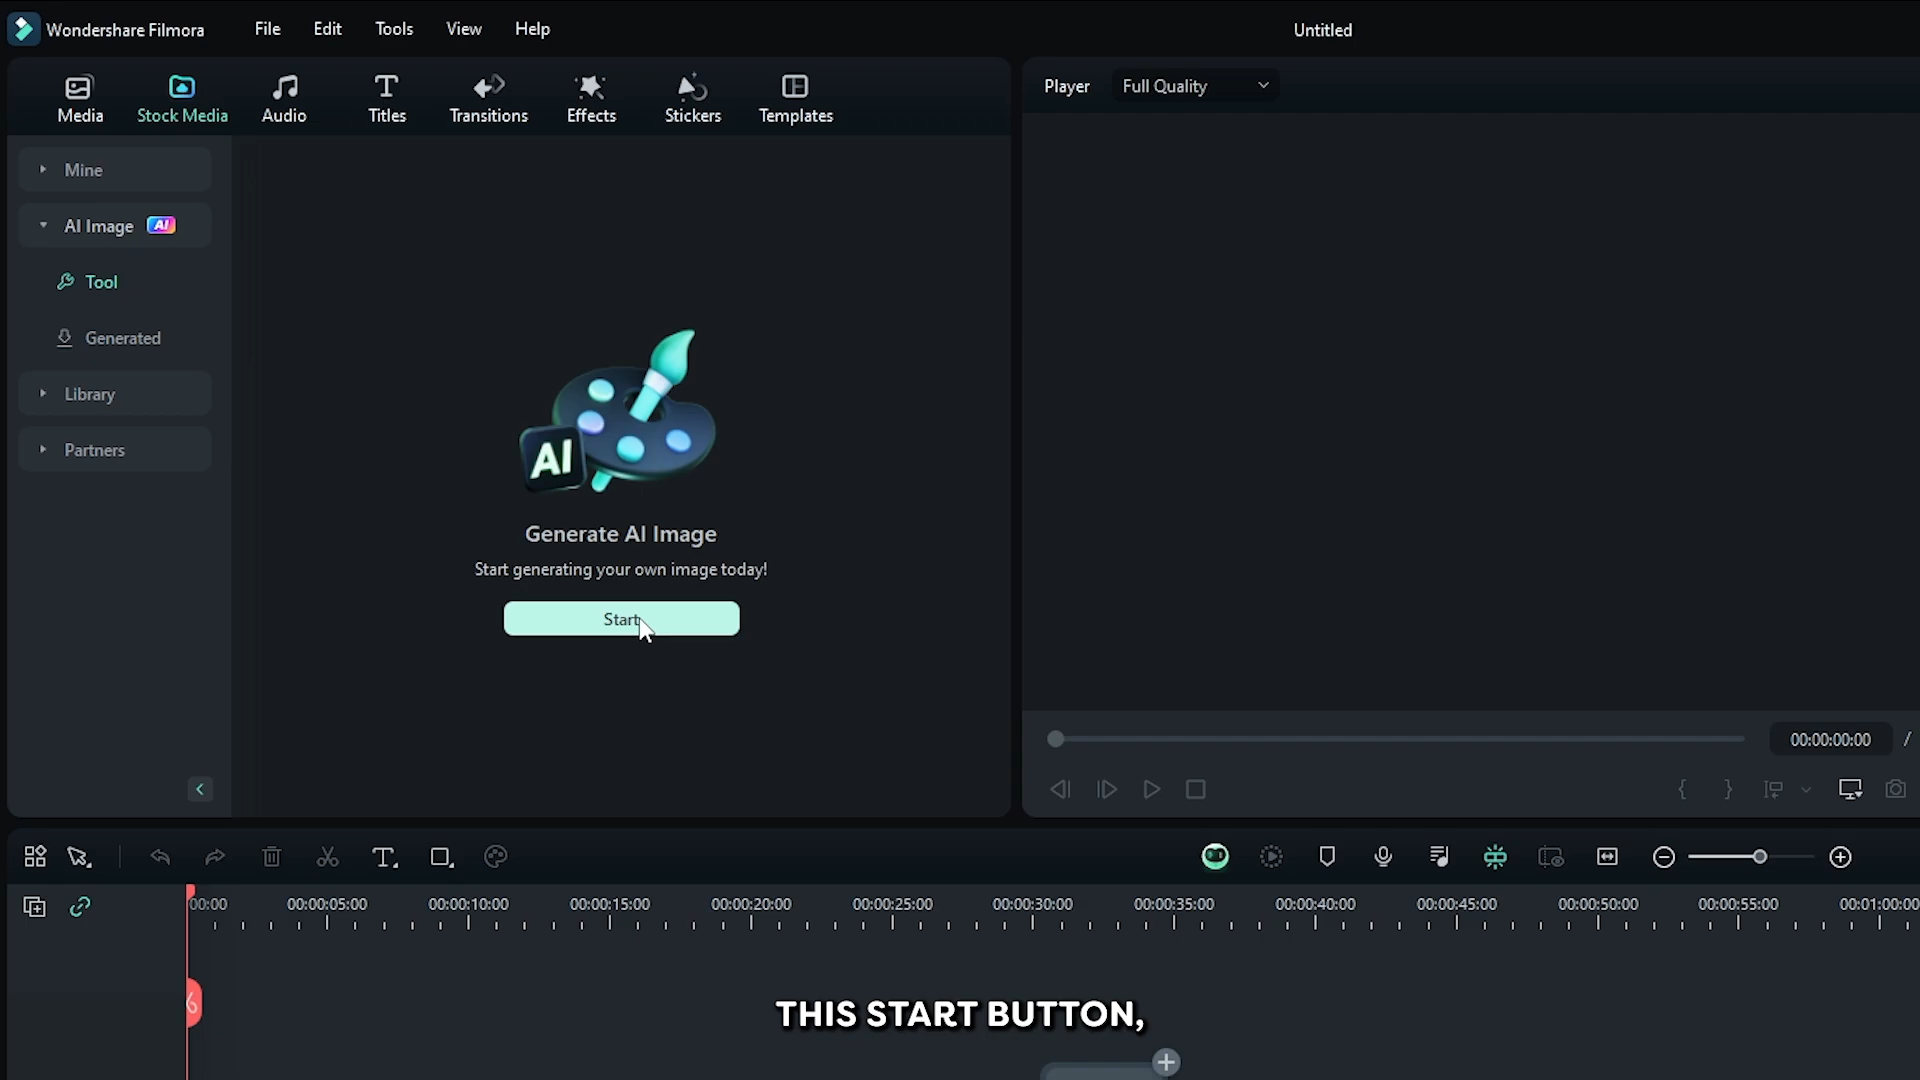 Wondershare Filmora
File
Edit
Tools
View
Help
Untitled
Media
Stock Media
Audio
Titles
Transitions
Effects
Stickers
Templates
Player
Full Quality
Mine
AI Image
AI
Tool
Generated
Library
Partners
AI
Generate AI Image
Start generating your own image today!
Start
00:00:00:00
/
00:00
00:00:05:00
00:00:10:00
00:00:15:00
00:00:20:00
00:00:25:00
00:00:30:00
00:00:35:00
00:00:40:00
00:00:45:00
00:00:50:00
00:00:55:00
00:01:00:00
THIS START BUTTON,